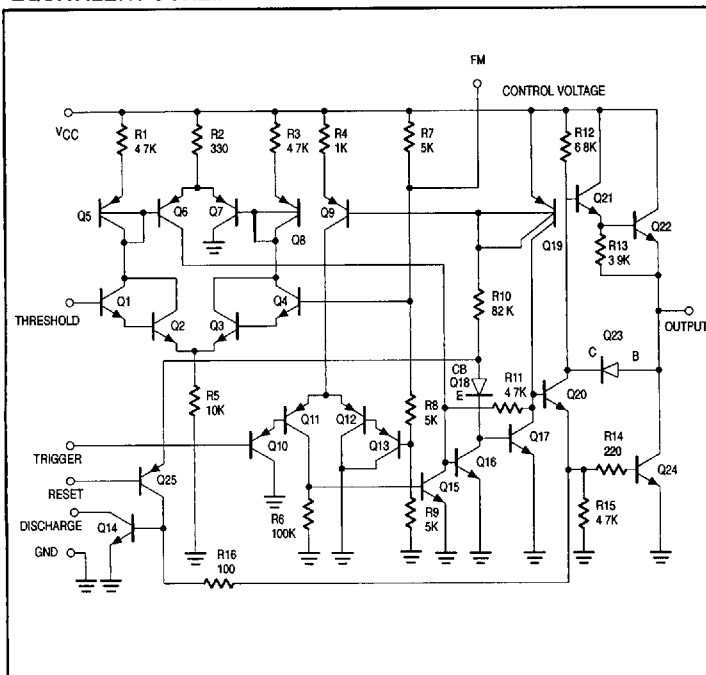 FM
CONTROL VOLTAGE
VCC
R1
4 7K
R2
330
R3
4.7K
R4
1K
R7
5K
R12
6 8K
Q5
Q6
Q7
Q8
Q9
Q19
Q21
Q22
R13
3 9K
R10
82 K
Q1
Q2
Q3
Q4
THRESHOLD
OUTPUT
Q23
C
B
CB
Q18
E
R11
4 7K
Q20
R5
10K
R8
5K
Q11
Q12
Q10
Q13
Q17
Q16
Q15
R14
220
Q24
TRIGGER
RESET
Q25
DISCHARGE
Q14
GND
R6
100K
R9
5K
R15
4 7K
R16
100